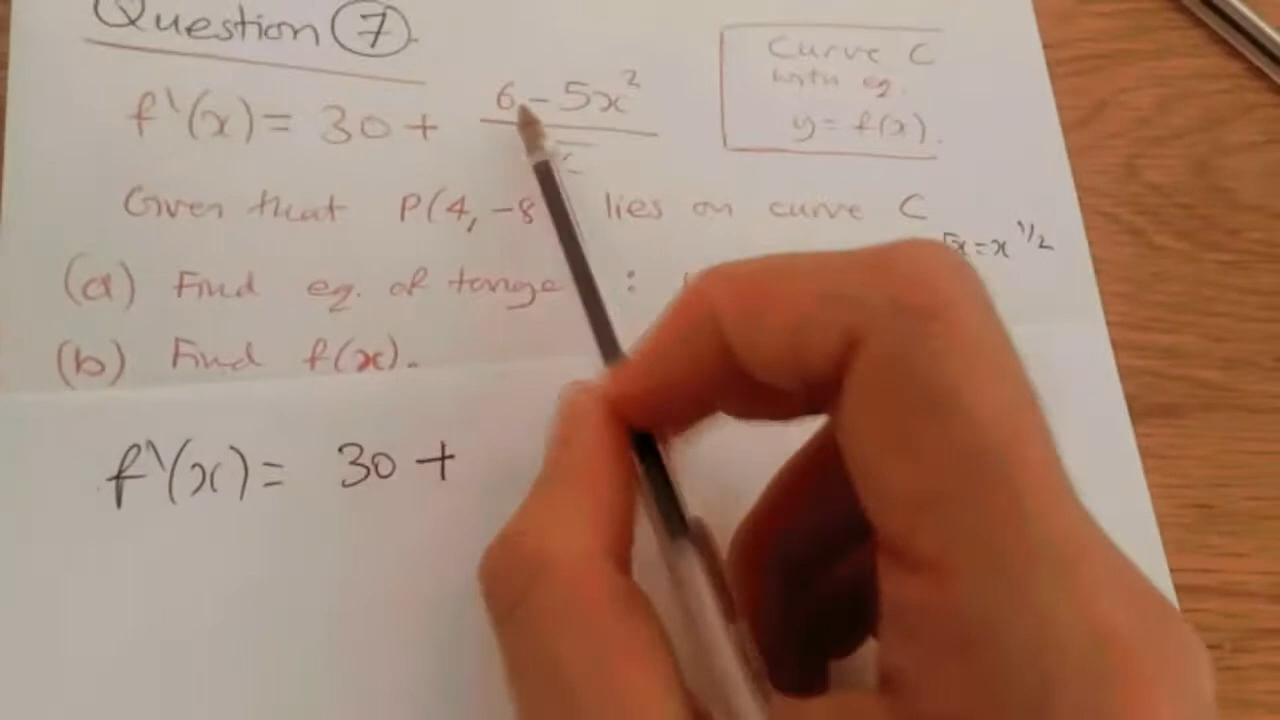 Question 7.
f'(x) = 30 + 6 - 5x²
Curve C
with eq.
y = f(x).
Given that P(4, -8 lies on curve C
√x = x^1/2
(a) Find eq. of tange :
(b) Find f(x).
f'(x) = 30 +